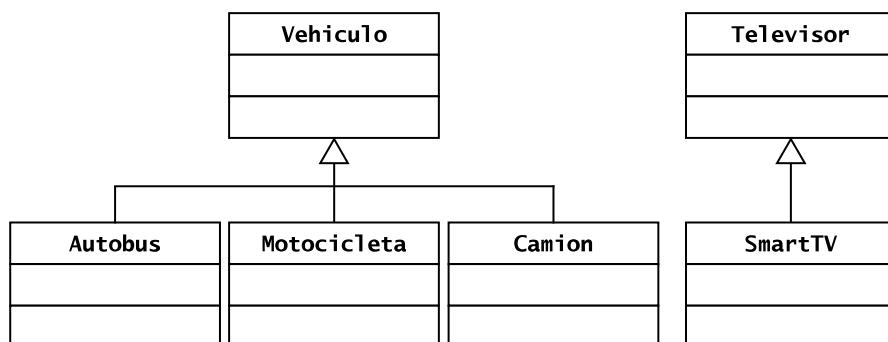 Vehiculo
Televisor
Autobus
Motocicleta
Camion
SmartTV